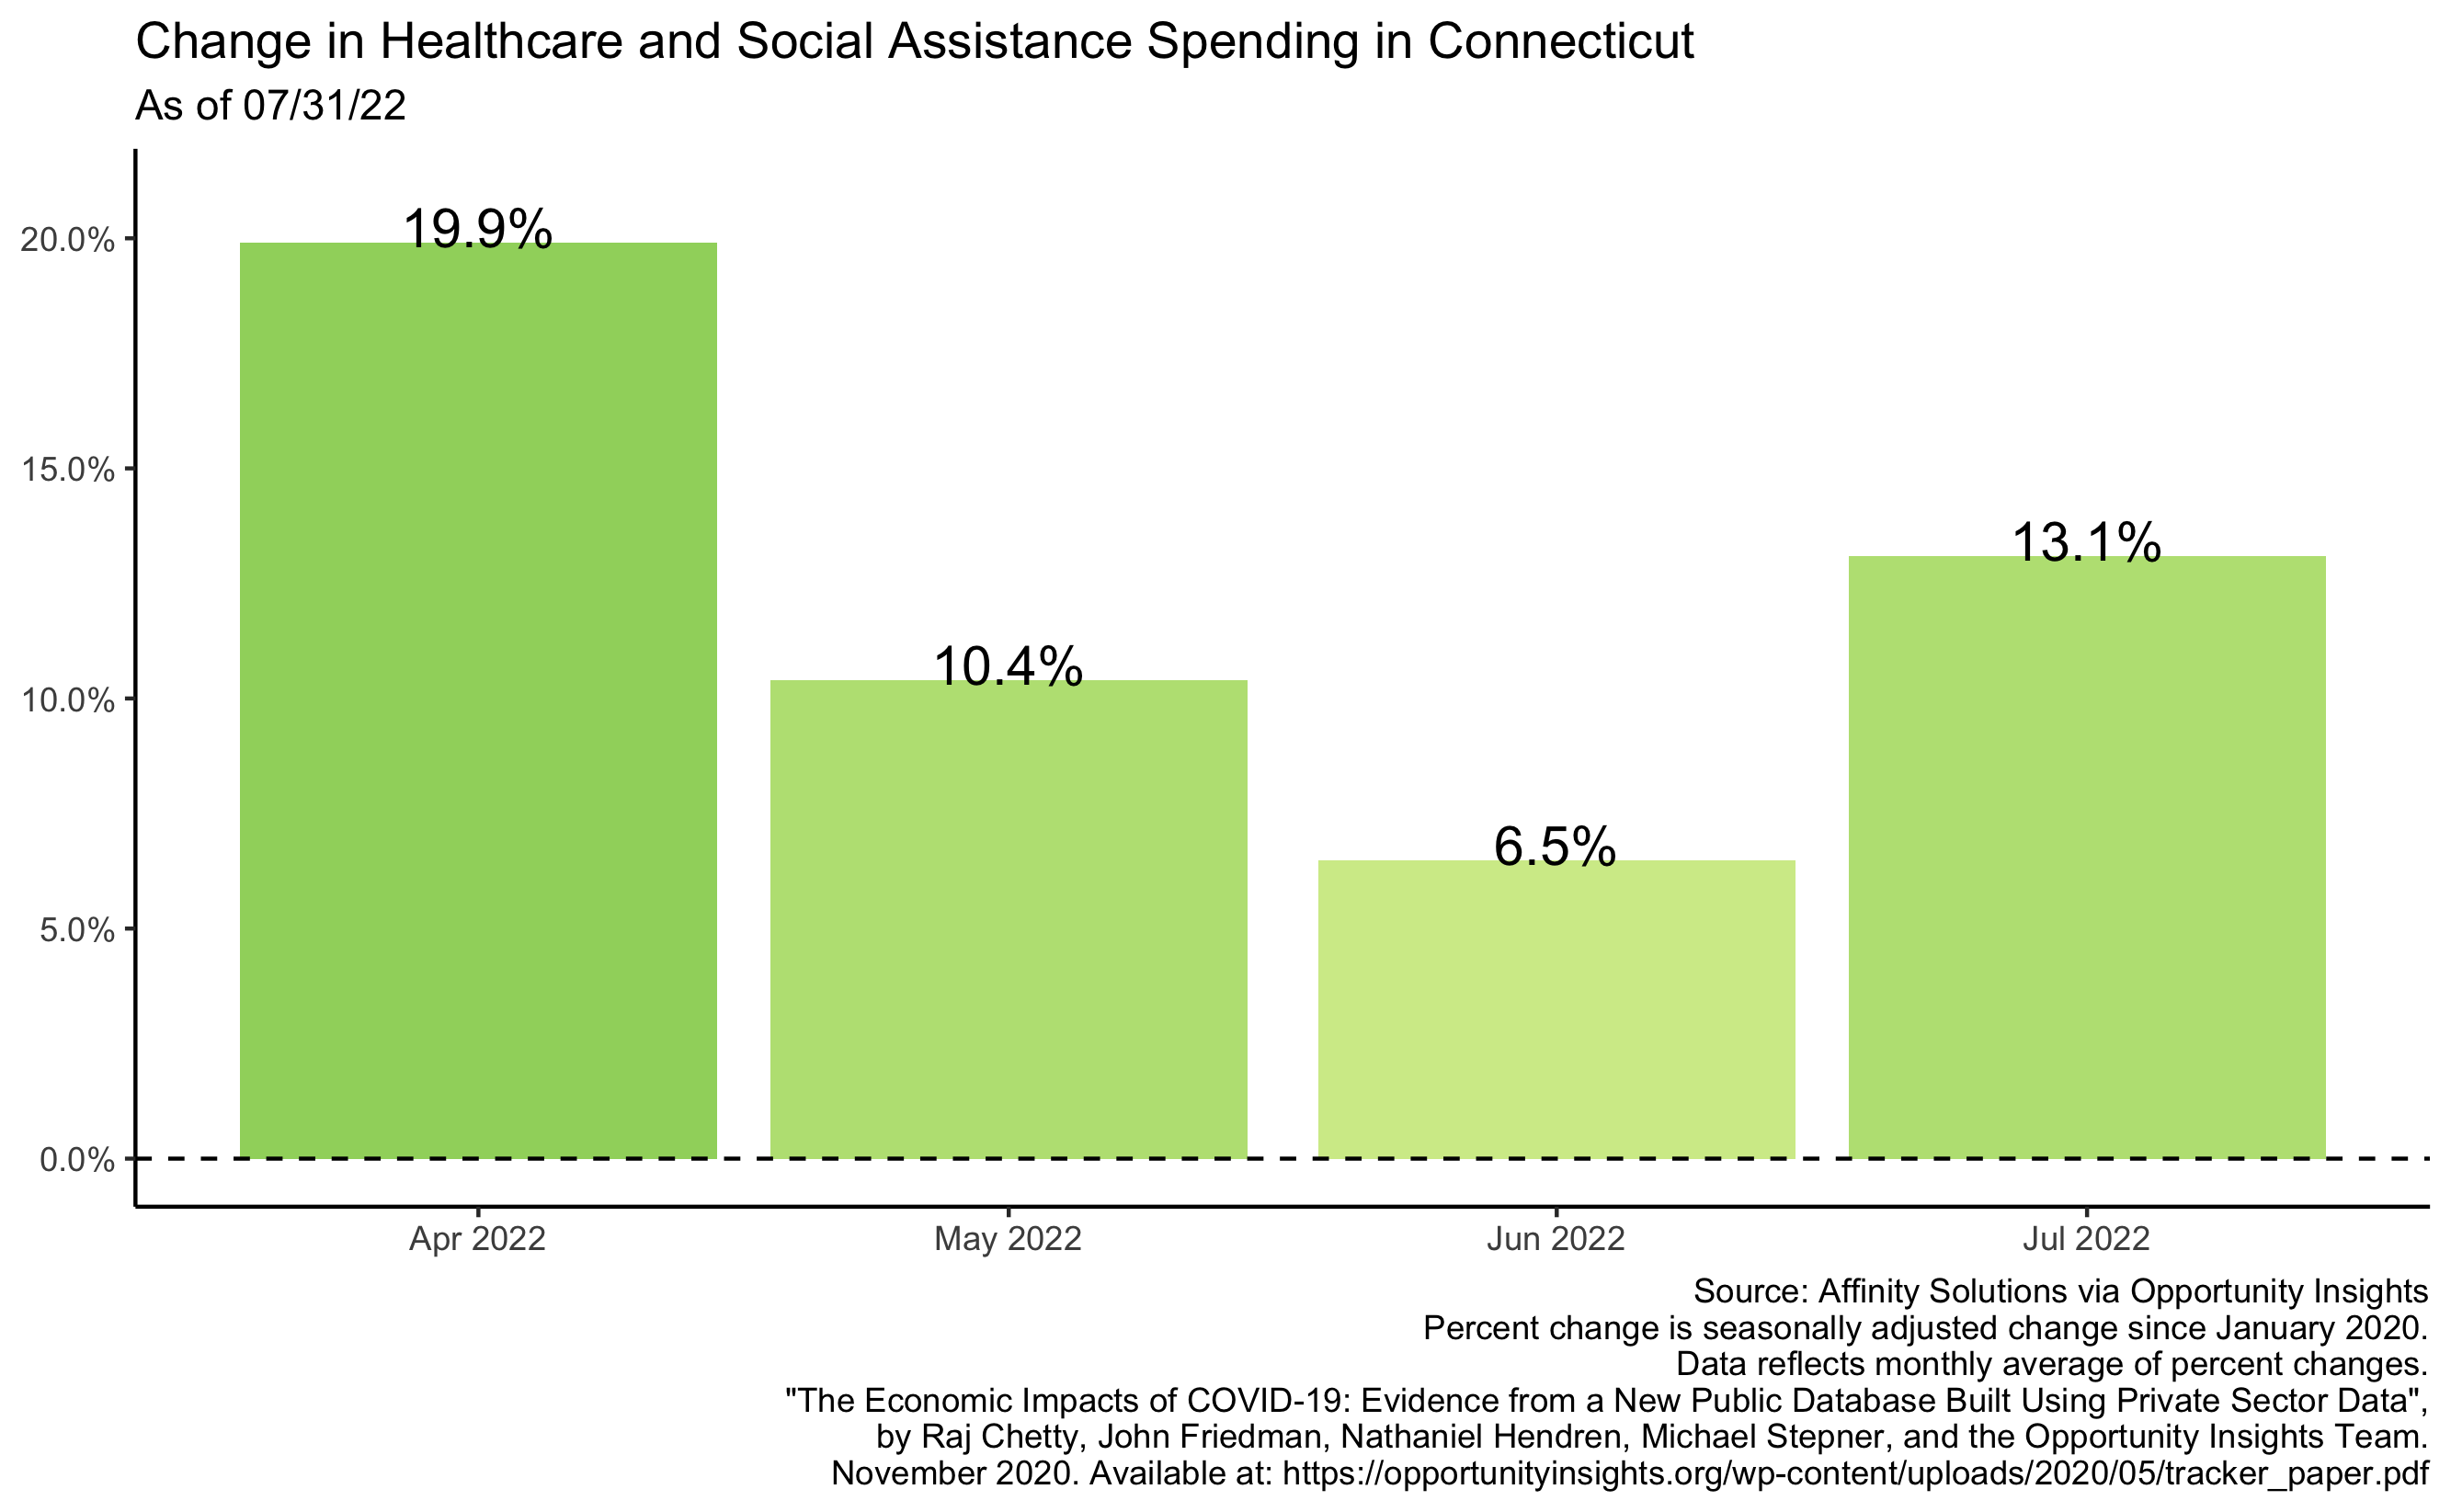 Change in Healthcare and Social Assistance Spending in Connecticut
As of 07/31/22
20.0%
15.0%
10.0%
5.0%
0.0%
19.9%
10.4%
6.5%
13.1%
Apr 2022
May 2022
Jun 2022
Jul 2022
Source: Affinity Solutions via Opportunity Insights
Percent change is seasonally adjusted change since January 2020.
Data reflects monthly average of percent changes.
"The Economic Impacts of COVID-19: Evidence from a New Public Database Built Using Private Sector Data",
by Raj Chetty, John Friedman, Nathaniel Hendren, Michael Stepner, and the Opportunity Insights Team.
November 2020. Available at: https://opportunityinsights.org/wp-content/uploads/2020/05/tracker_paper.pdf